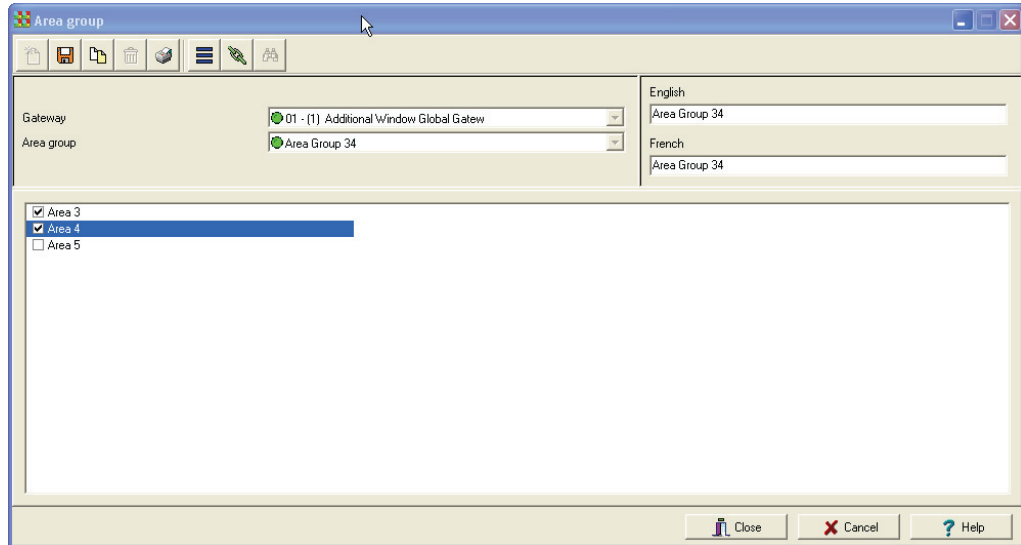 Area group
English
Gateway
01 - (1) Additional Window Global Gatew
Area Group 34
Area group
Area Group 34
French
Area Group 34
Area 3
Area 4
Area 5
Close
Cancel
? Help